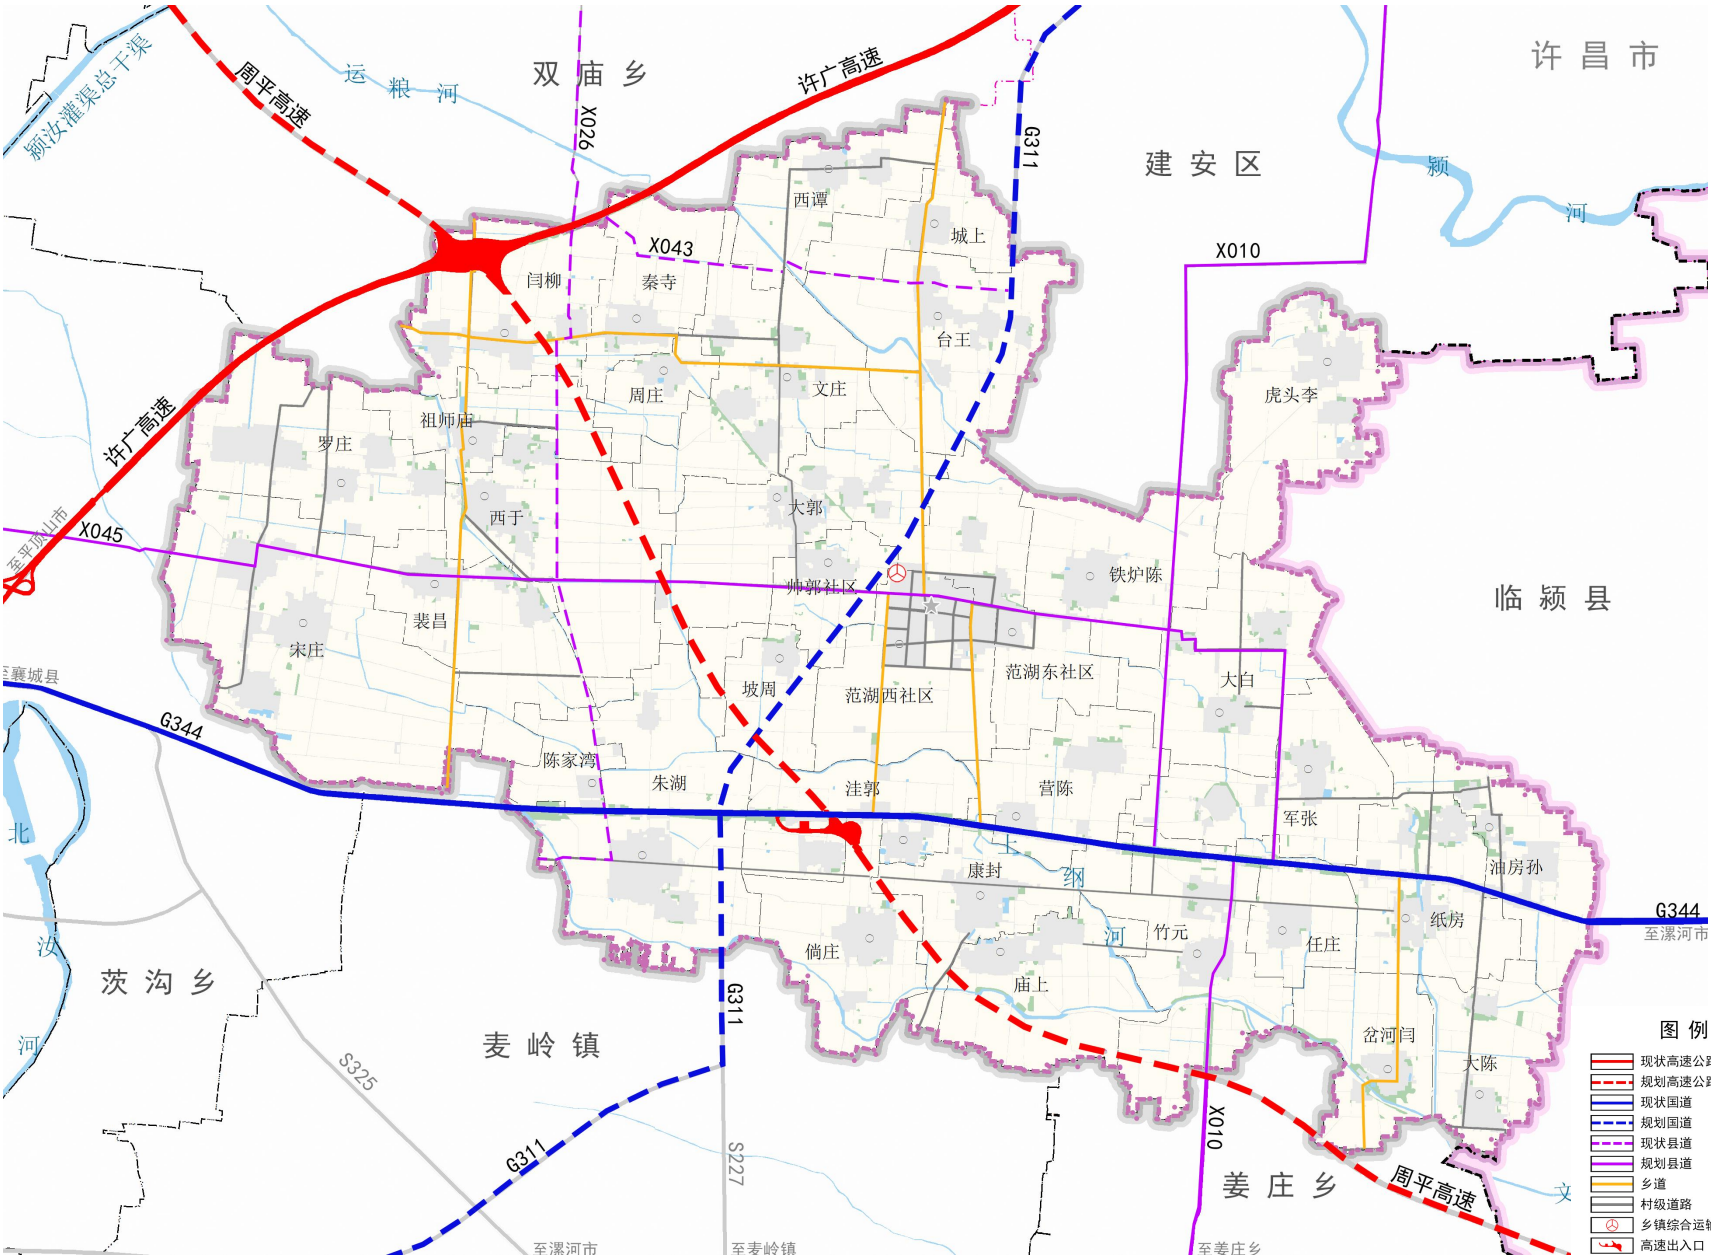 许昌市
双庙乡
许广高速
周平高速
运粮河
颍汝灌渠总干渠
X026
G311
建安区
颍河
西谭
城上
X043
X010
闫柳
秦寺
台王
周庄
文庄
虎头李
祖师庙
许广高速
罗庄
西于
大郭
至平顶山市
X045
帅郭社区
铁炉陈
临颍县
裴昌
宋庄
至襄城县
坡周
范湖西社区
范湖东社区
大白
G344
陈家湾
朱湖
洼郭
营陈
军张
北汝河
土纲河
康封
油房孙
G344
至漯河市
纸房
竹元
任庄
倘庄
茨沟乡
庙上
G311
麦岭镇
岔河闫
大陈
S325
X010
G311
S227
姜庄乡
周平高速
文
至漯河市
至麦岭镇
至姜庄乡
图例
现状高速公路
规划高速公路
现状国道
规划国道
现状县道
规划县道
乡道
村级道路
乡镇综合运输
高速出入口